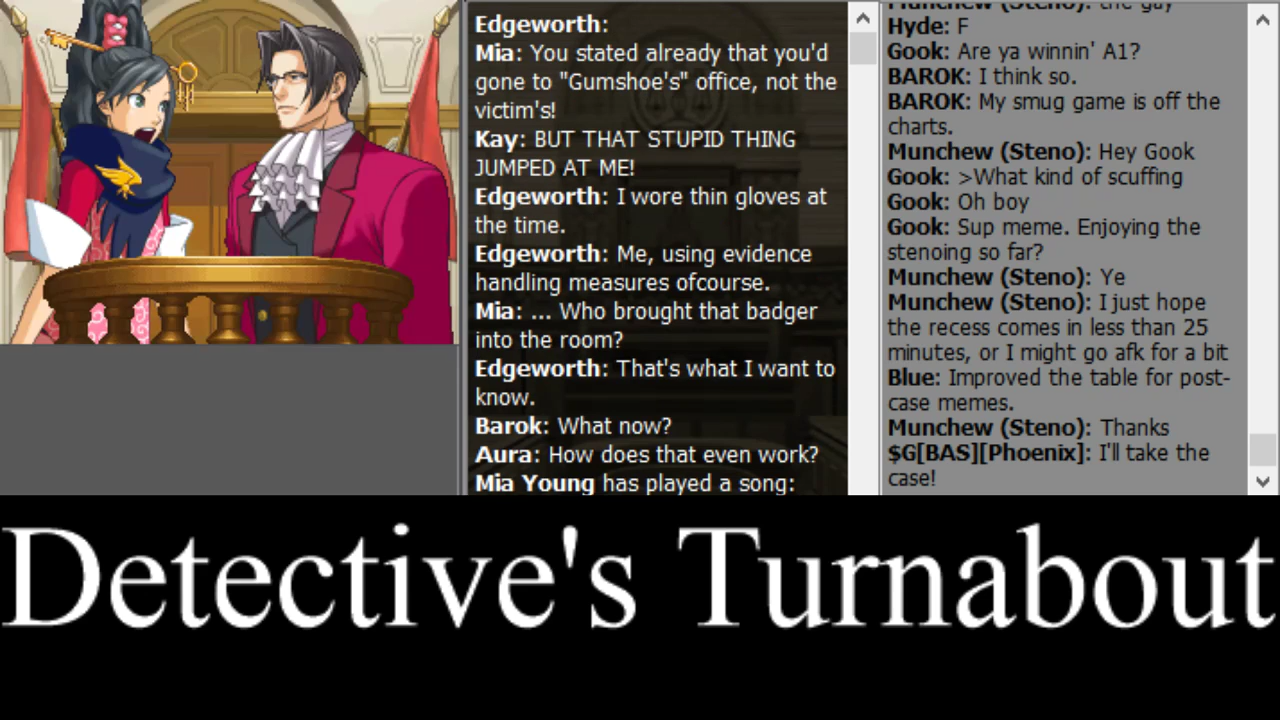 Edgeworth:
Mia: You stated already that you'd
gone to "Gumshoe's" office, not the
victim's!
Kay: BUT THAT STUPID THING
JUMPED AT ME!
Edgeworth: I wore thin gloves at
the time.
Edgeworth: Me, using evidence
handling measures ofcourse.
Mia: ... Who brought that badger
into the room?
Edgeworth: That's what I want to
know.
Barok: What now?
Aura: How does that even work?
Mia Young has played a song:
Munchew (Steno): the gay
Hyde: F
Gook: Are ya winnin' A1?
BAROK: I think so.
BAROK: My smug game is off the
charts.
Munchew (Steno): Hey Gook
Gook: >What kind of scuffing
Gook: Oh boy
Gook: Sup meme. Enjoying the
stenoing so far?
Munchew (Steno): Ye
Munchew (Steno): I just hope
the recess comes in less than 25
minutes, or I might go afk for a bit
Blue: Improved the table for post-
case memes.
Munchew (Steno): Thanks
$G[BAS][Phoenix]: I'll take the
case!
Detective's Turnabout